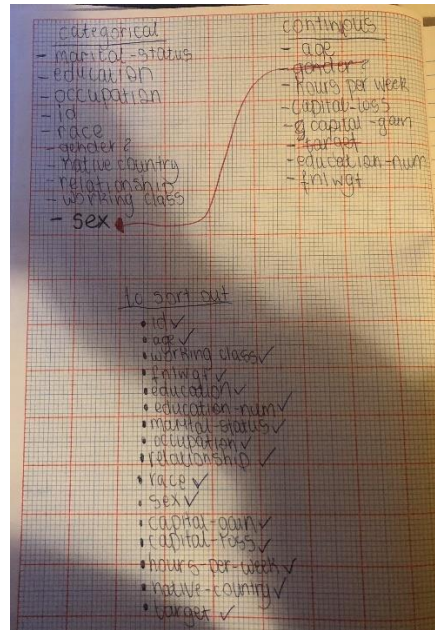 categorical
- marital-status
- education
- occupation
- id
- race
- gender?
- native country
- relationship
- working class
- sex
continous
- age
- gender?
- hours per week
- capital-loss
- g capital-gain
- target
- education-num
- fnlwgt
to sort out
• id ✓
• age ✓
• working class ✓
• fnlwgt ✓
• education ✓
• education-num ✓
• marital-status ✓
• occupation ✓
• relationship ✓
• race ✓
• sex ✓
• capital-gain ✓
• capital-loss ✓
• hours-per-week ✓
• native-country ✓
• target ✓